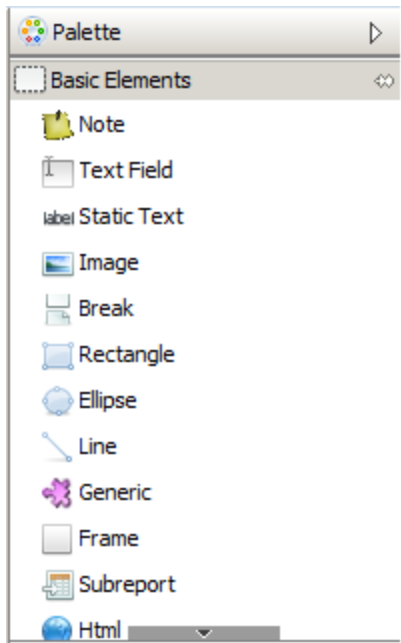 Palette
Basic Elements
Note
Text Field
label Static Text
Image
Break
Rectangle
Ellipse
Line
Generic
Frame
Subreport
Html